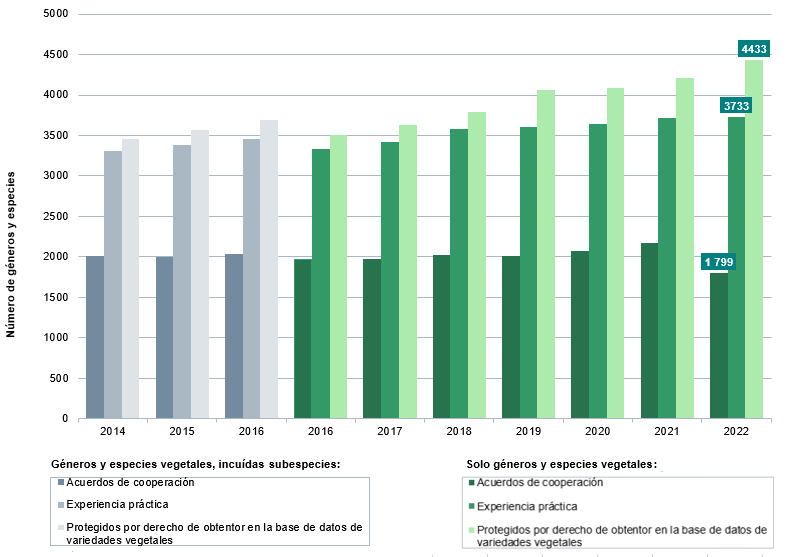 5000
4500
4000
3500
3000
2500
2000
1500
1000
500
0
Número de géneros y especies
4433
3733
1 799
2014 2015 2016 2016 2017 2018 2019 2020 2021 2022
Géneros y especies vegetales, incuídas subespecies:
Acuerdos de cooperación
Experiencia práctica
Protegidos por derecho de obtentor en la base de datos de
variedades vegetales
Solo géneros y especies vegetales:
Acuerdos de cooperación
Experiencia práctica
Protegidos por derecho de obtentor en la base de datos de
variedades vegetales